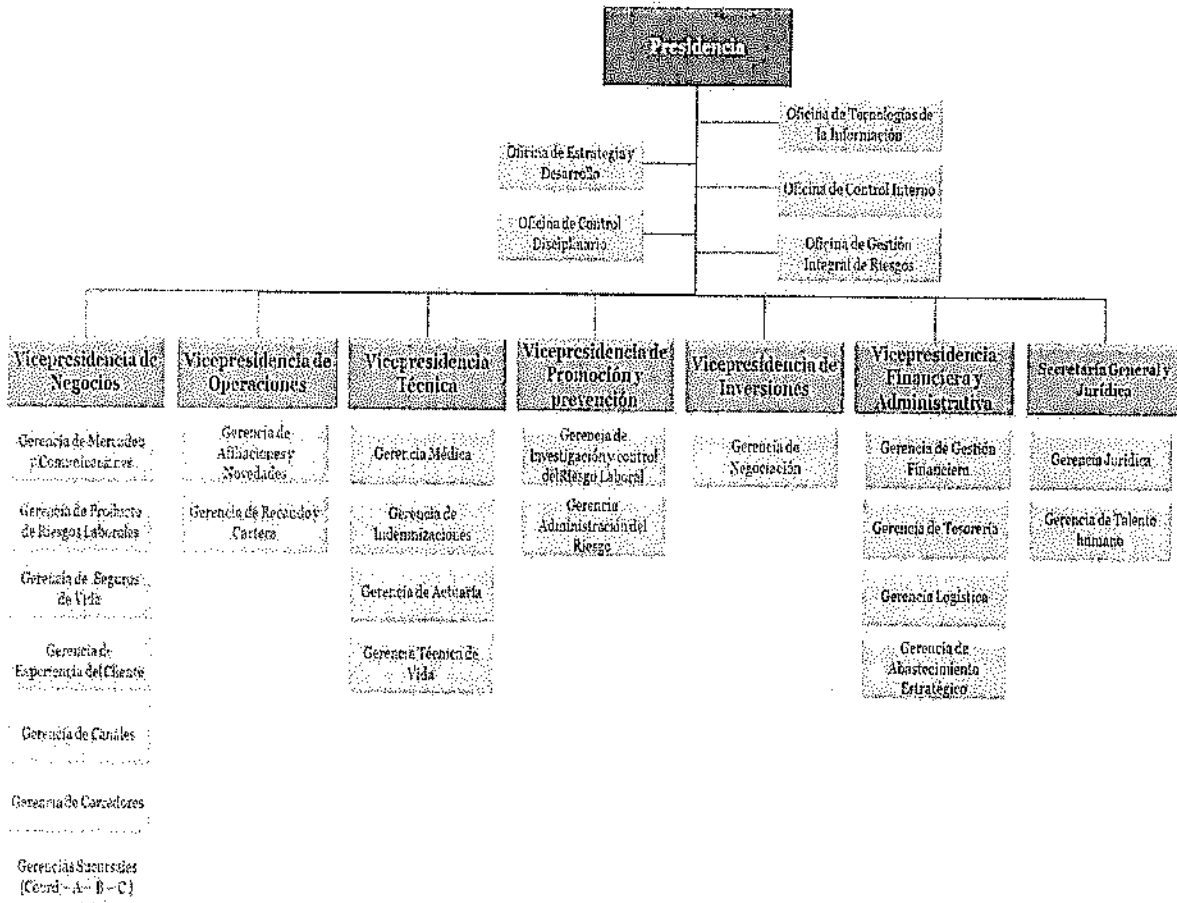 Presidencia
Oficina de Tecnologías de
la Información
Oficina de Estrategia y
Desarrollo
Oficina de Control Interno
Oficina de Control
Disciplinario
Oficina de Gestión
Integral de Riesgos
Vicepresidencia de
Negocios
Vicepresidencia de
Operaciones
Vicepresidencia
Técnica
Vicepresidencia de
Promoción y
prevención
Vicepresidencia de
Inversiones
Vicepresidencia
Financiera y
Administrativa
Secretaría General y
Jurídica
Gerencia de Mercadeo
y Comunicaciones
Gerencia de Producto
de Riesgos Laborales
Gerencia de Seguros
de Vida
Gerencia de
Experiencia del Cliente
Gerencia de Canales
Gerencia de Corredores
Gerencias Sucursales
(Coord - A - B - C)
Gerencia de
Afiliaciones y
Novedades
Gerencia de Recaudo y
Cartera
Gerencia Médica
Gerencia de
Indemnizaciones
Gerencia de Actuaría
Gerencia Técnica de
Vida
Gerencia de
Investigación y control
del Riesgo Laboral
Gerencia
Administración del
Riesgo
Gerencia de
Negociación
Gerencia de Gestión
Financiera
Gerencia de Tesorería
Gerencia Logística
Gerencia de
Abastecimiento
Estratégico
Gerencia Jurídica
Gerencia de Talento
humano